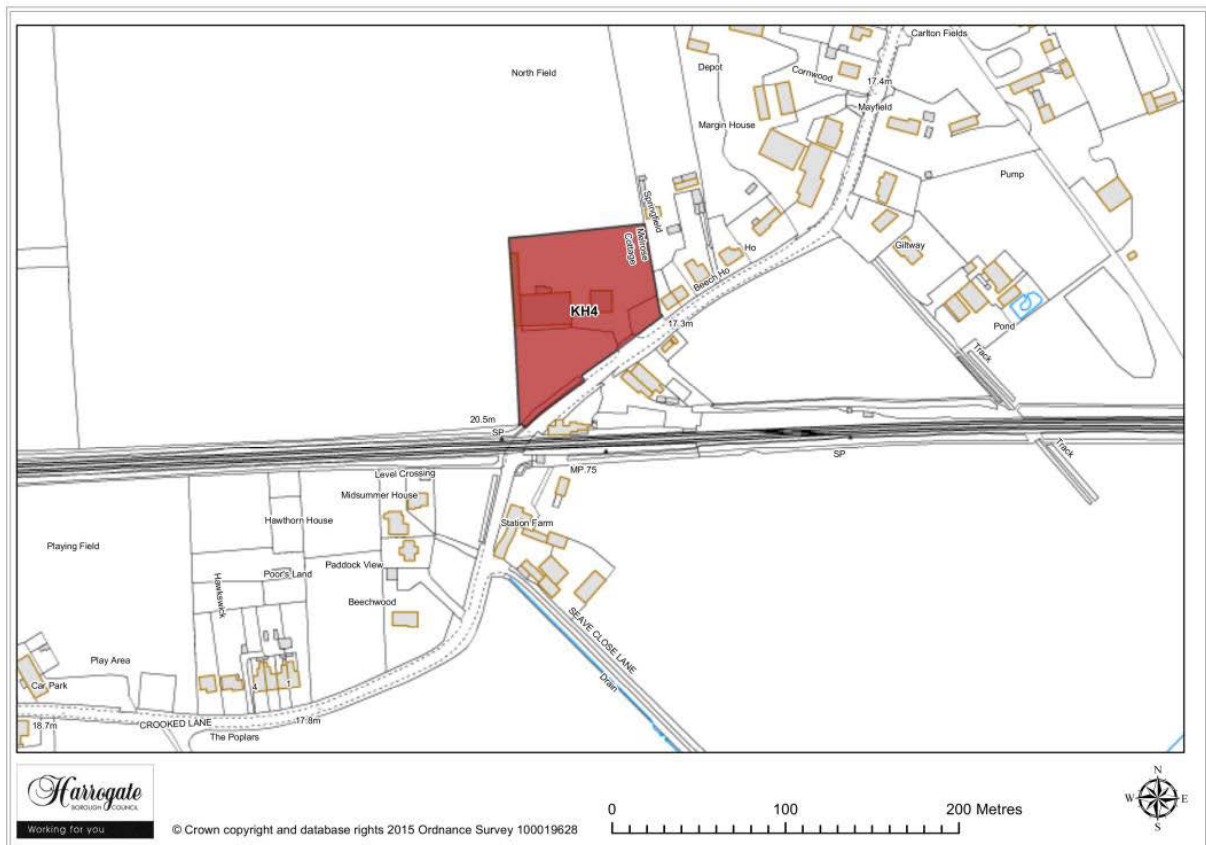 Carlton Fields
North Field
Depot
Cornwood
17.4m
Mayfield
Margin House
Pump
Springfield
Melrose
Cottage
Ho
Giltway
Beech Ho
KH4
17.3m
Pond
Track
20.5m
SP
SP
Track
MP.75
Level Crossing
Midsummer House
Hawthorn House
Station Farm
Playing Field
Paddock View
Poor's Land
Hawkswick
Beechwood
SEAVE CLOSE LANE
Drain
Play Area
Car Park
4
1
18.7m
CROOKED LANE
17.8m
The Poplars
Harrogate
BOROUGH COUNCIL
Working for you
© Crown copyright and database rights 2015 Ordnance Survey 100019628
0 100 200 Metres
N
W E
S